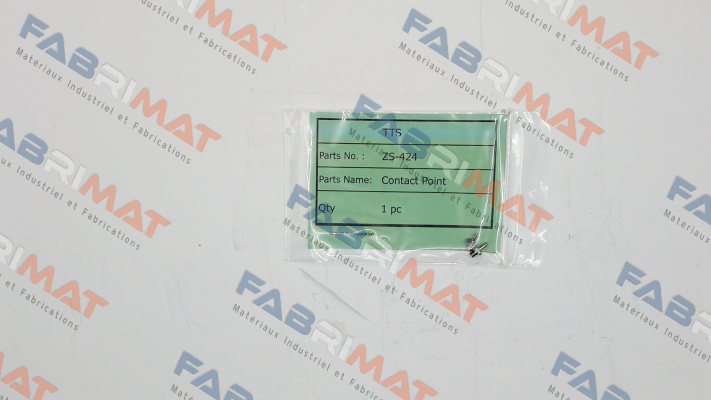 FABRIMAT
Matériaux Industriel et Fabrications
TTS
Parts No. : ZS-424
Parts Name: Contact Point
Qty 1 pc